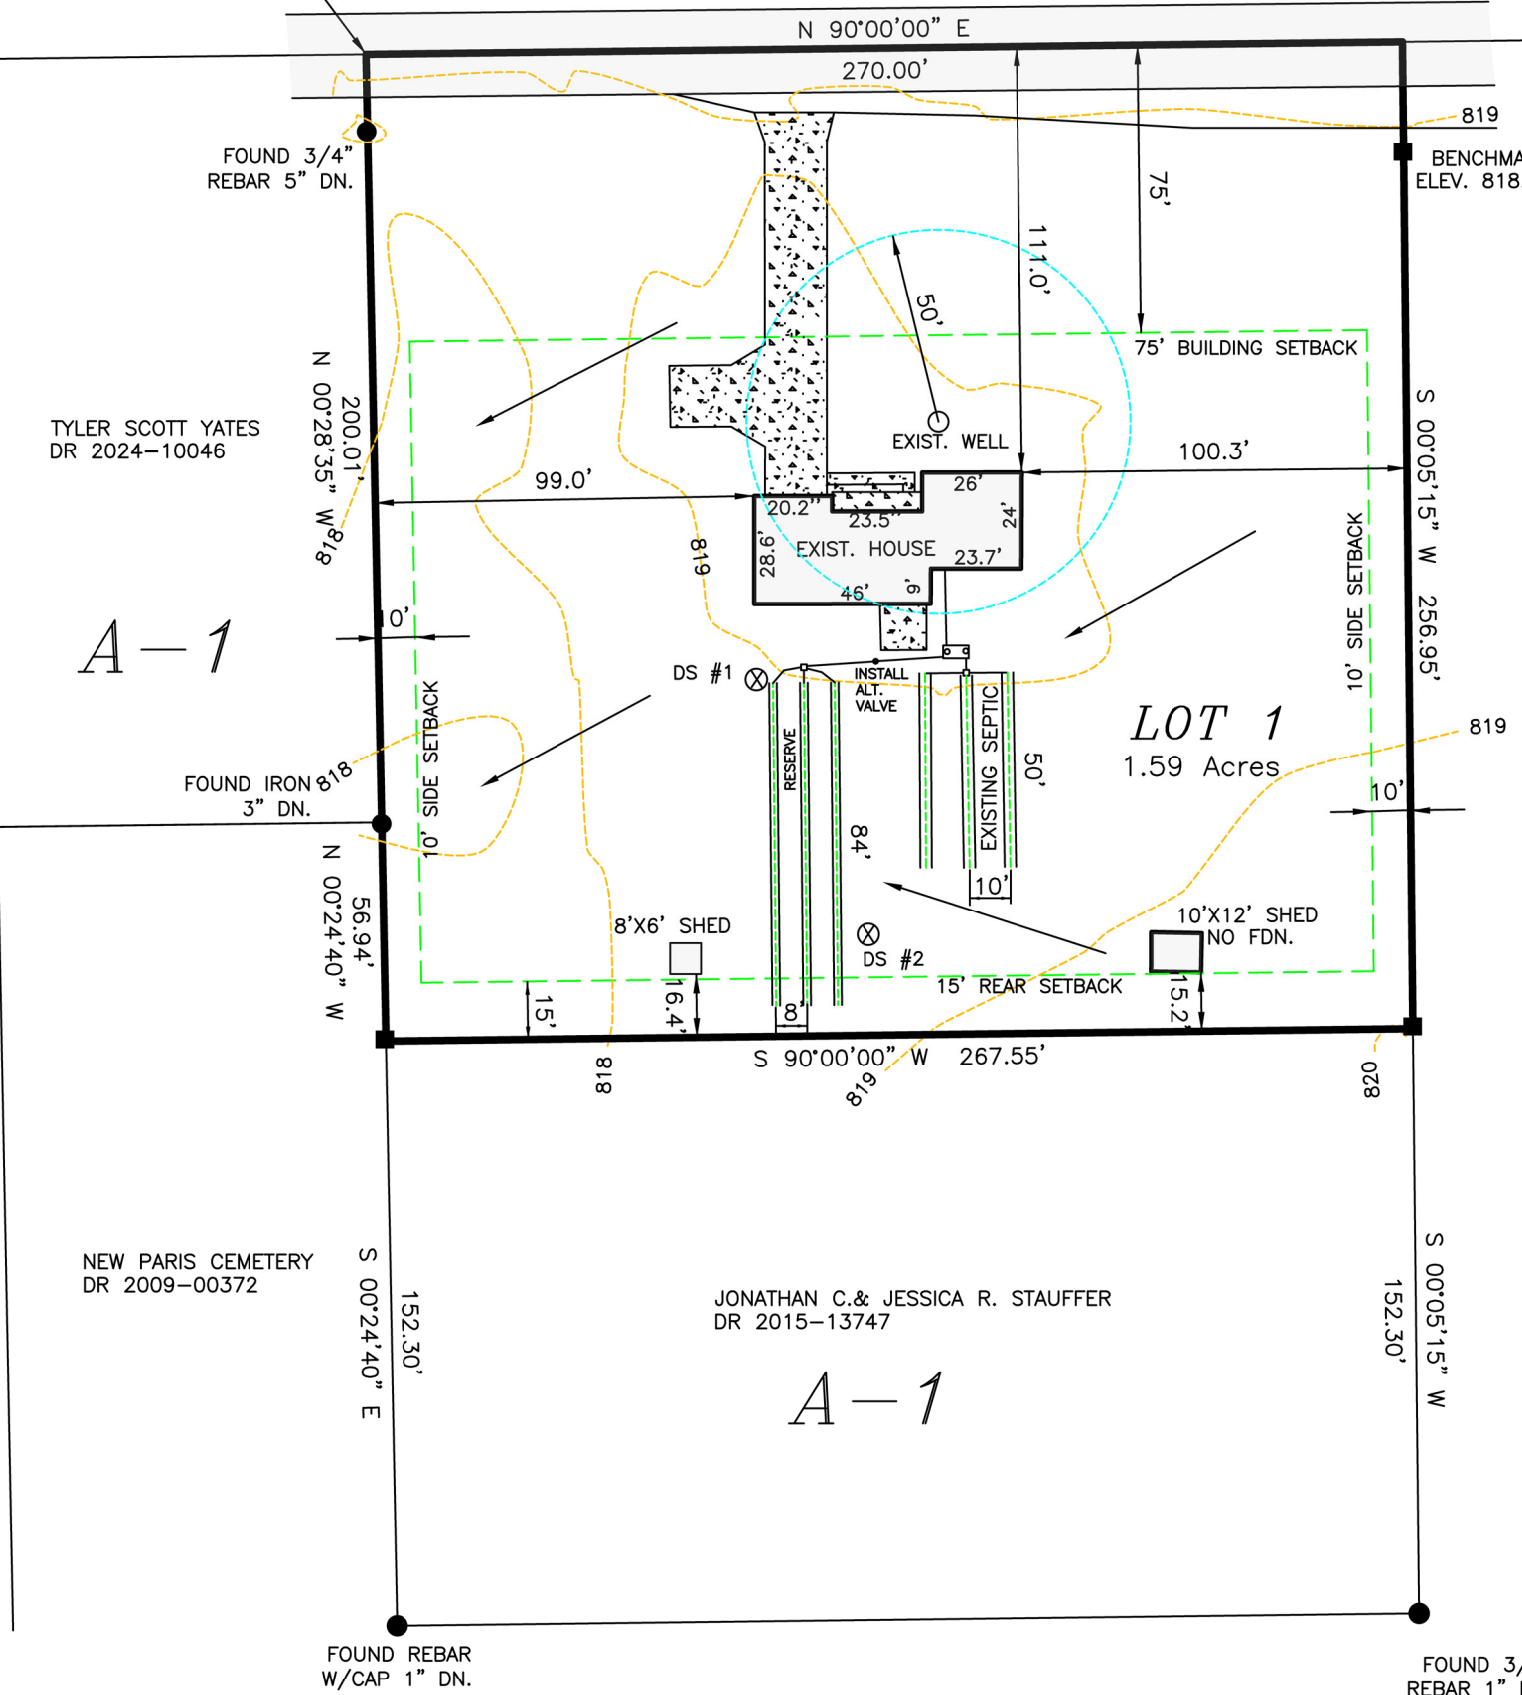 N 90°00'00" E
270.00'
819
FOUND 3/4"
REBAR 5" DN.
BENCHMA
ELEV. 818.
75'
111.0'
50'
75' BUILDING SETBACK
TYLER SCOTT YATES
DR 2024-10046
N 00°28'35" W
200.01'
818
EXIST. WELL
99.0'
100.3'
S 00°05'15" W 256.95'
20.2"
23.5"
26'
24'
28.6'
EXIST. HOUSE
23.7'
46'
9'
819
10' SIDE SETBACK
10'
A-1
DS #1
INSTALL
ALT.
VALVE
10' SIDE SETBACK
RESERVE
EXISTING SEPTIC
50'
LOT 1
1.59 Acres
819
818
FOUND IRON
3" DN.
10'
84'
10'
N 00°24'40" W
56.94'
8'X6' SHED
DS #2
10'X12' SHED
NO FDN.
15' REAR SETBACK
15'
16.4'
8'
15.2'
S 90°00'00" W 267.55'
818
819
820
NEW PARIS CEMETERY
DR 2009-00372
S 00°24'40" E
152.30'
JONATHAN C.& JESSICA R. STAUFFER
DR 2015-13747
A-1
152.30'
S 00°05'15" W
FOUND REBAR
W/CAP 1" DN.
FOUND 3/
REBAR 1"